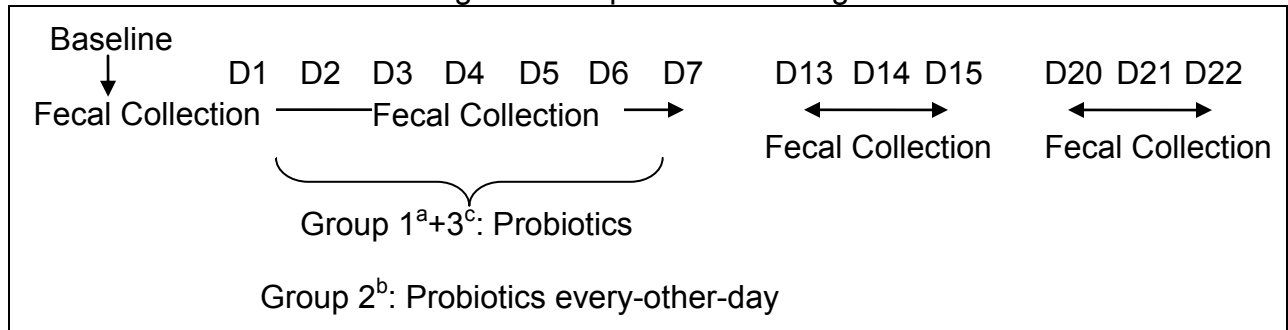 Baseline
D1 D2 D3 D4 D5 D6 D7 D13 D14 D15 D20 D21 D22
Fecal Collection Fecal Collection
Fecal Collection Fecal Collection
Group 1a+3c: Probiotics
Group 2b: Probiotics every-other-day